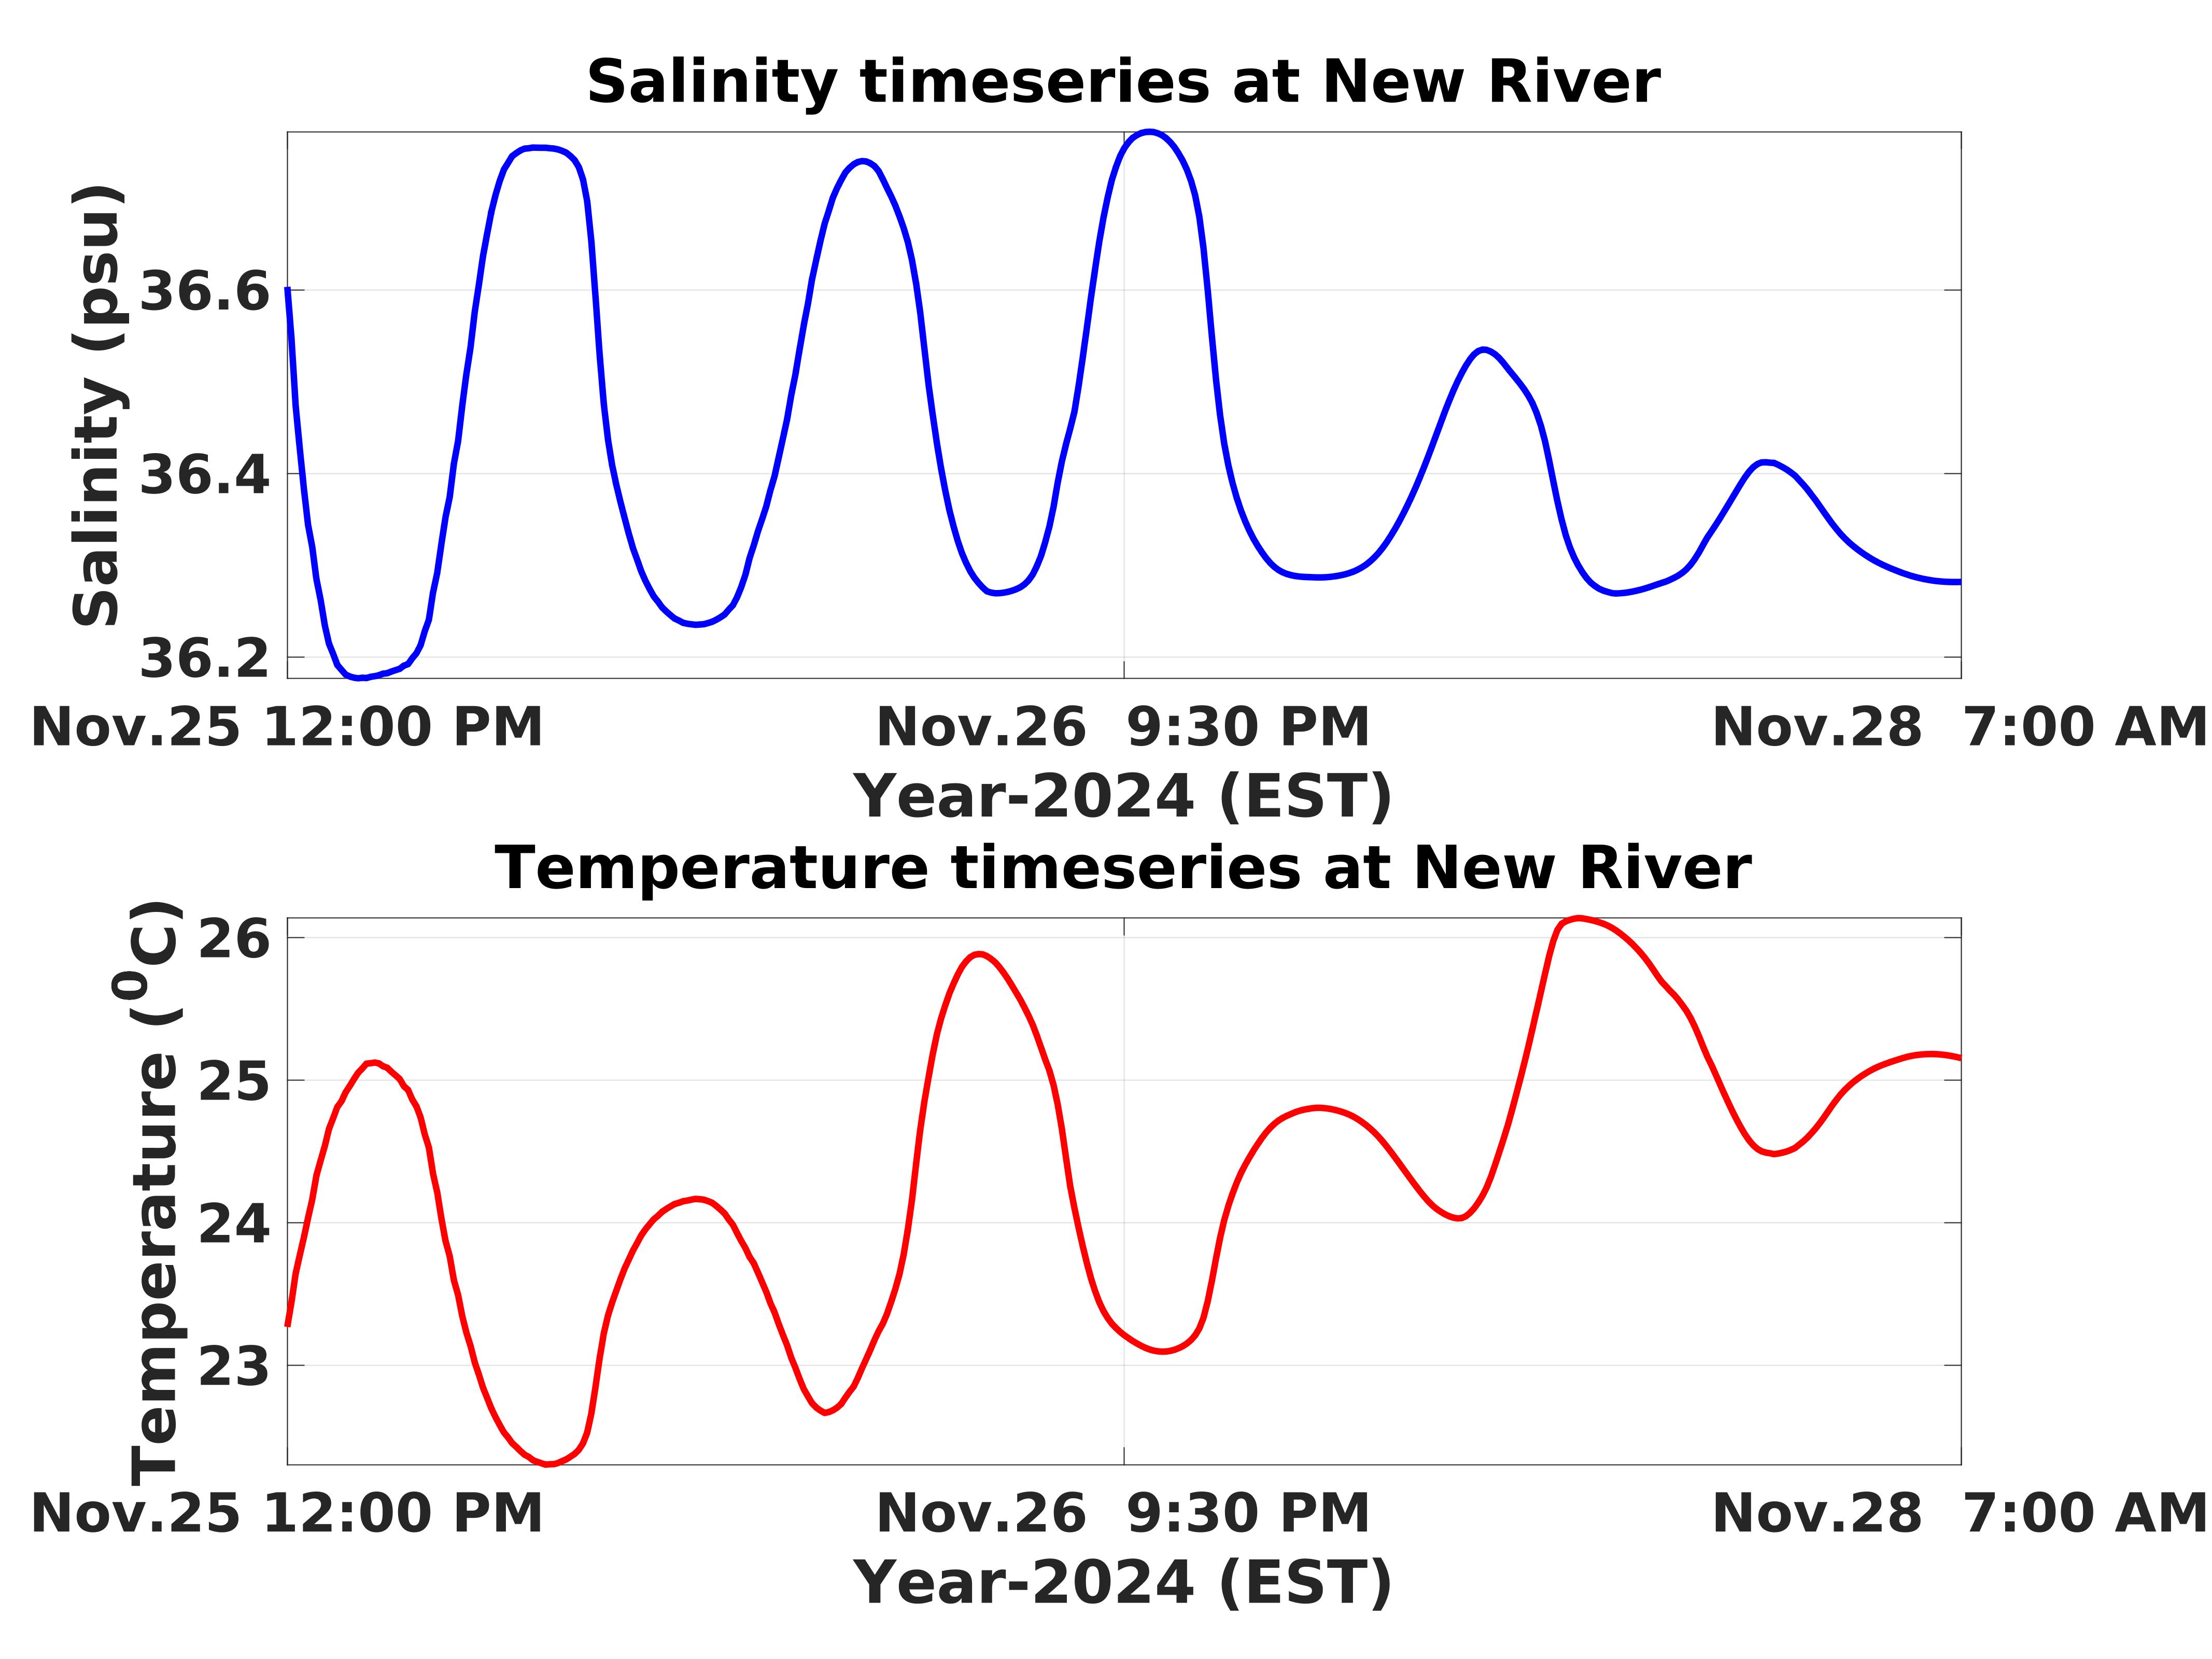 Salinity timeseries at New River
Salinity (psu)
36.6
36.4
36.2
Nov.25 12:00 PM
Nov.26  9:30 PM
Nov.28  7:00 AM
Year-2024 (EST)
Temperature timeseries at New River
Temperature (⁰C)
26
25
24
23
Nov.25 12:00 PM
Nov.26  9:30 PM
Nov.28  7:00 AM
Year-2024 (EST)